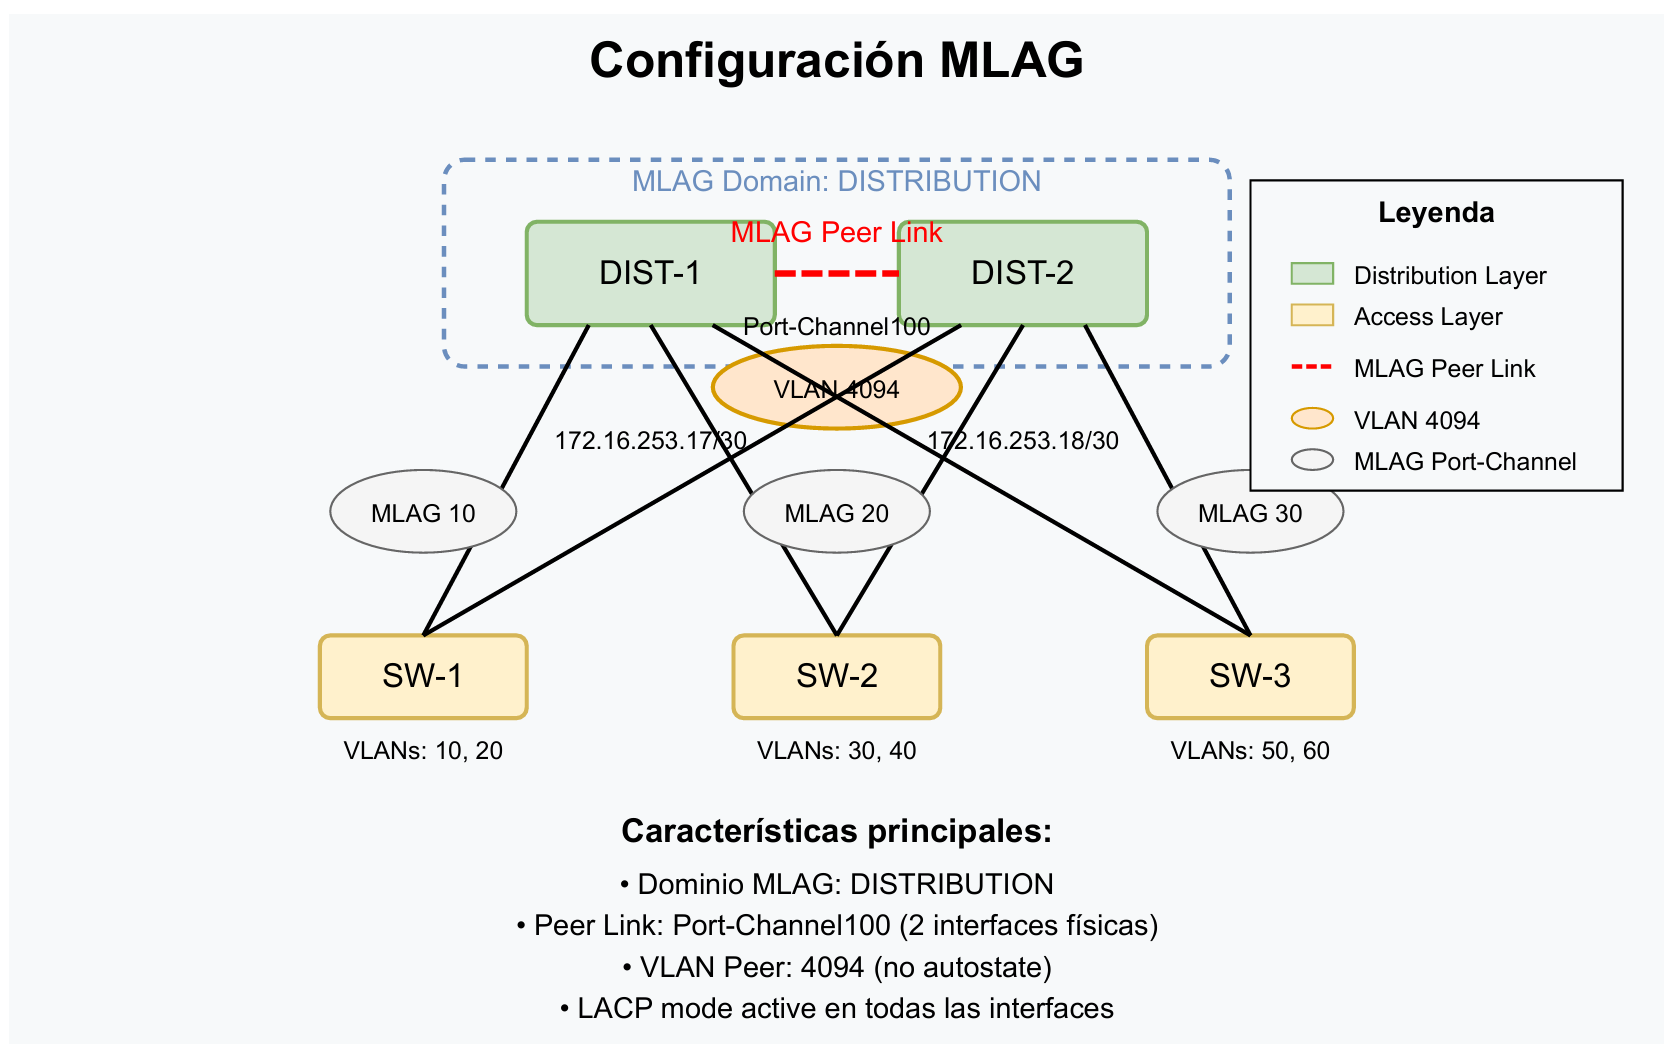 Configuración MLAG
MLAG Domain: DISTRIBUTION
MLAG Peer Link
DIST-1
DIST-2
Port-Channel100
VLAN 4094
172.16.253.17/30
172.16.253.18/30
MLAG 10
MLAG 20
MLAG 30
SW-1
SW-2
SW-3
VLANs: 10, 20
VLANs: 30, 40
VLANs: 50, 60
Leyenda
Distribution Layer
Access Layer
MLAG Peer Link
VLAN 4094
MLAG Port-Channel
Características principales:
• Dominio MLAG: DISTRIBUTION
• Peer Link: Port-Channel100 (2 interfaces físicas)
• VLAN Peer: 4094 (no autostate)
• LACP mode active en todas las interfaces